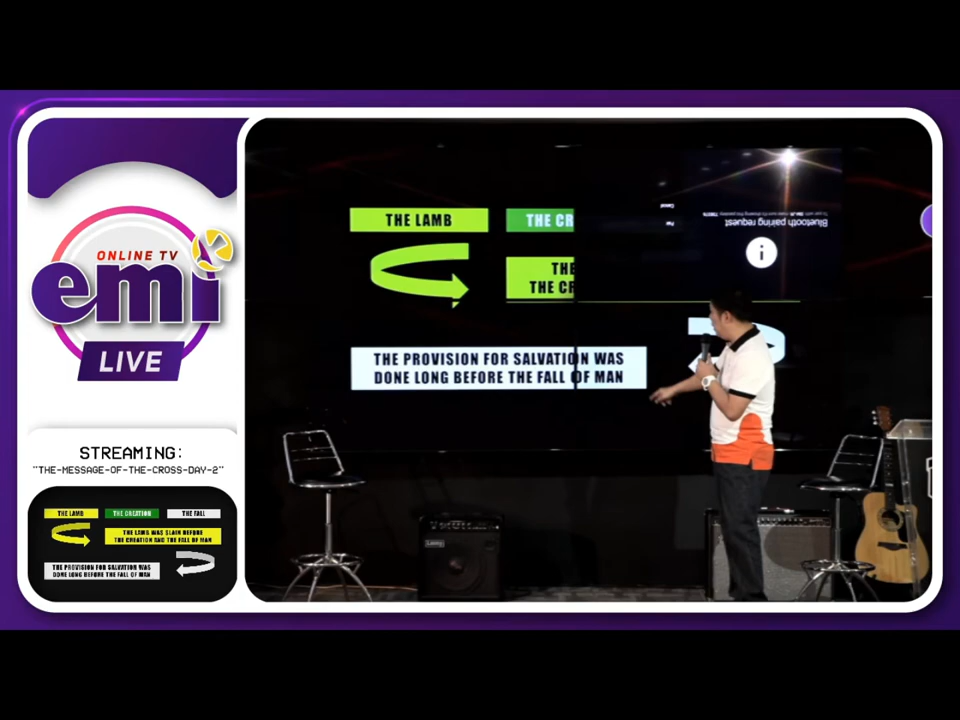 ONLINE TV
emi
LIVE
STREAMING:
"THE-MESSAGE-OF-THE-CROSS-DAY-2"
THE LAMB
THE CREATION
THE FALL
THE LAMB WAS SLAIN BEFORE
THE CREATION AND THE FALL OF MAN
THE PROVISION FOR SALVATION WAS
DONE LONG BEFORE THE FALL OF MAN
THE LAMB
THE CR
THE
THE CR
THE PROVISION FOR SALVATION WAS
DONE LONG BEFORE THE FALL OF MAN
Bluetooth pairing request
i
Cancel
Pair
Laney